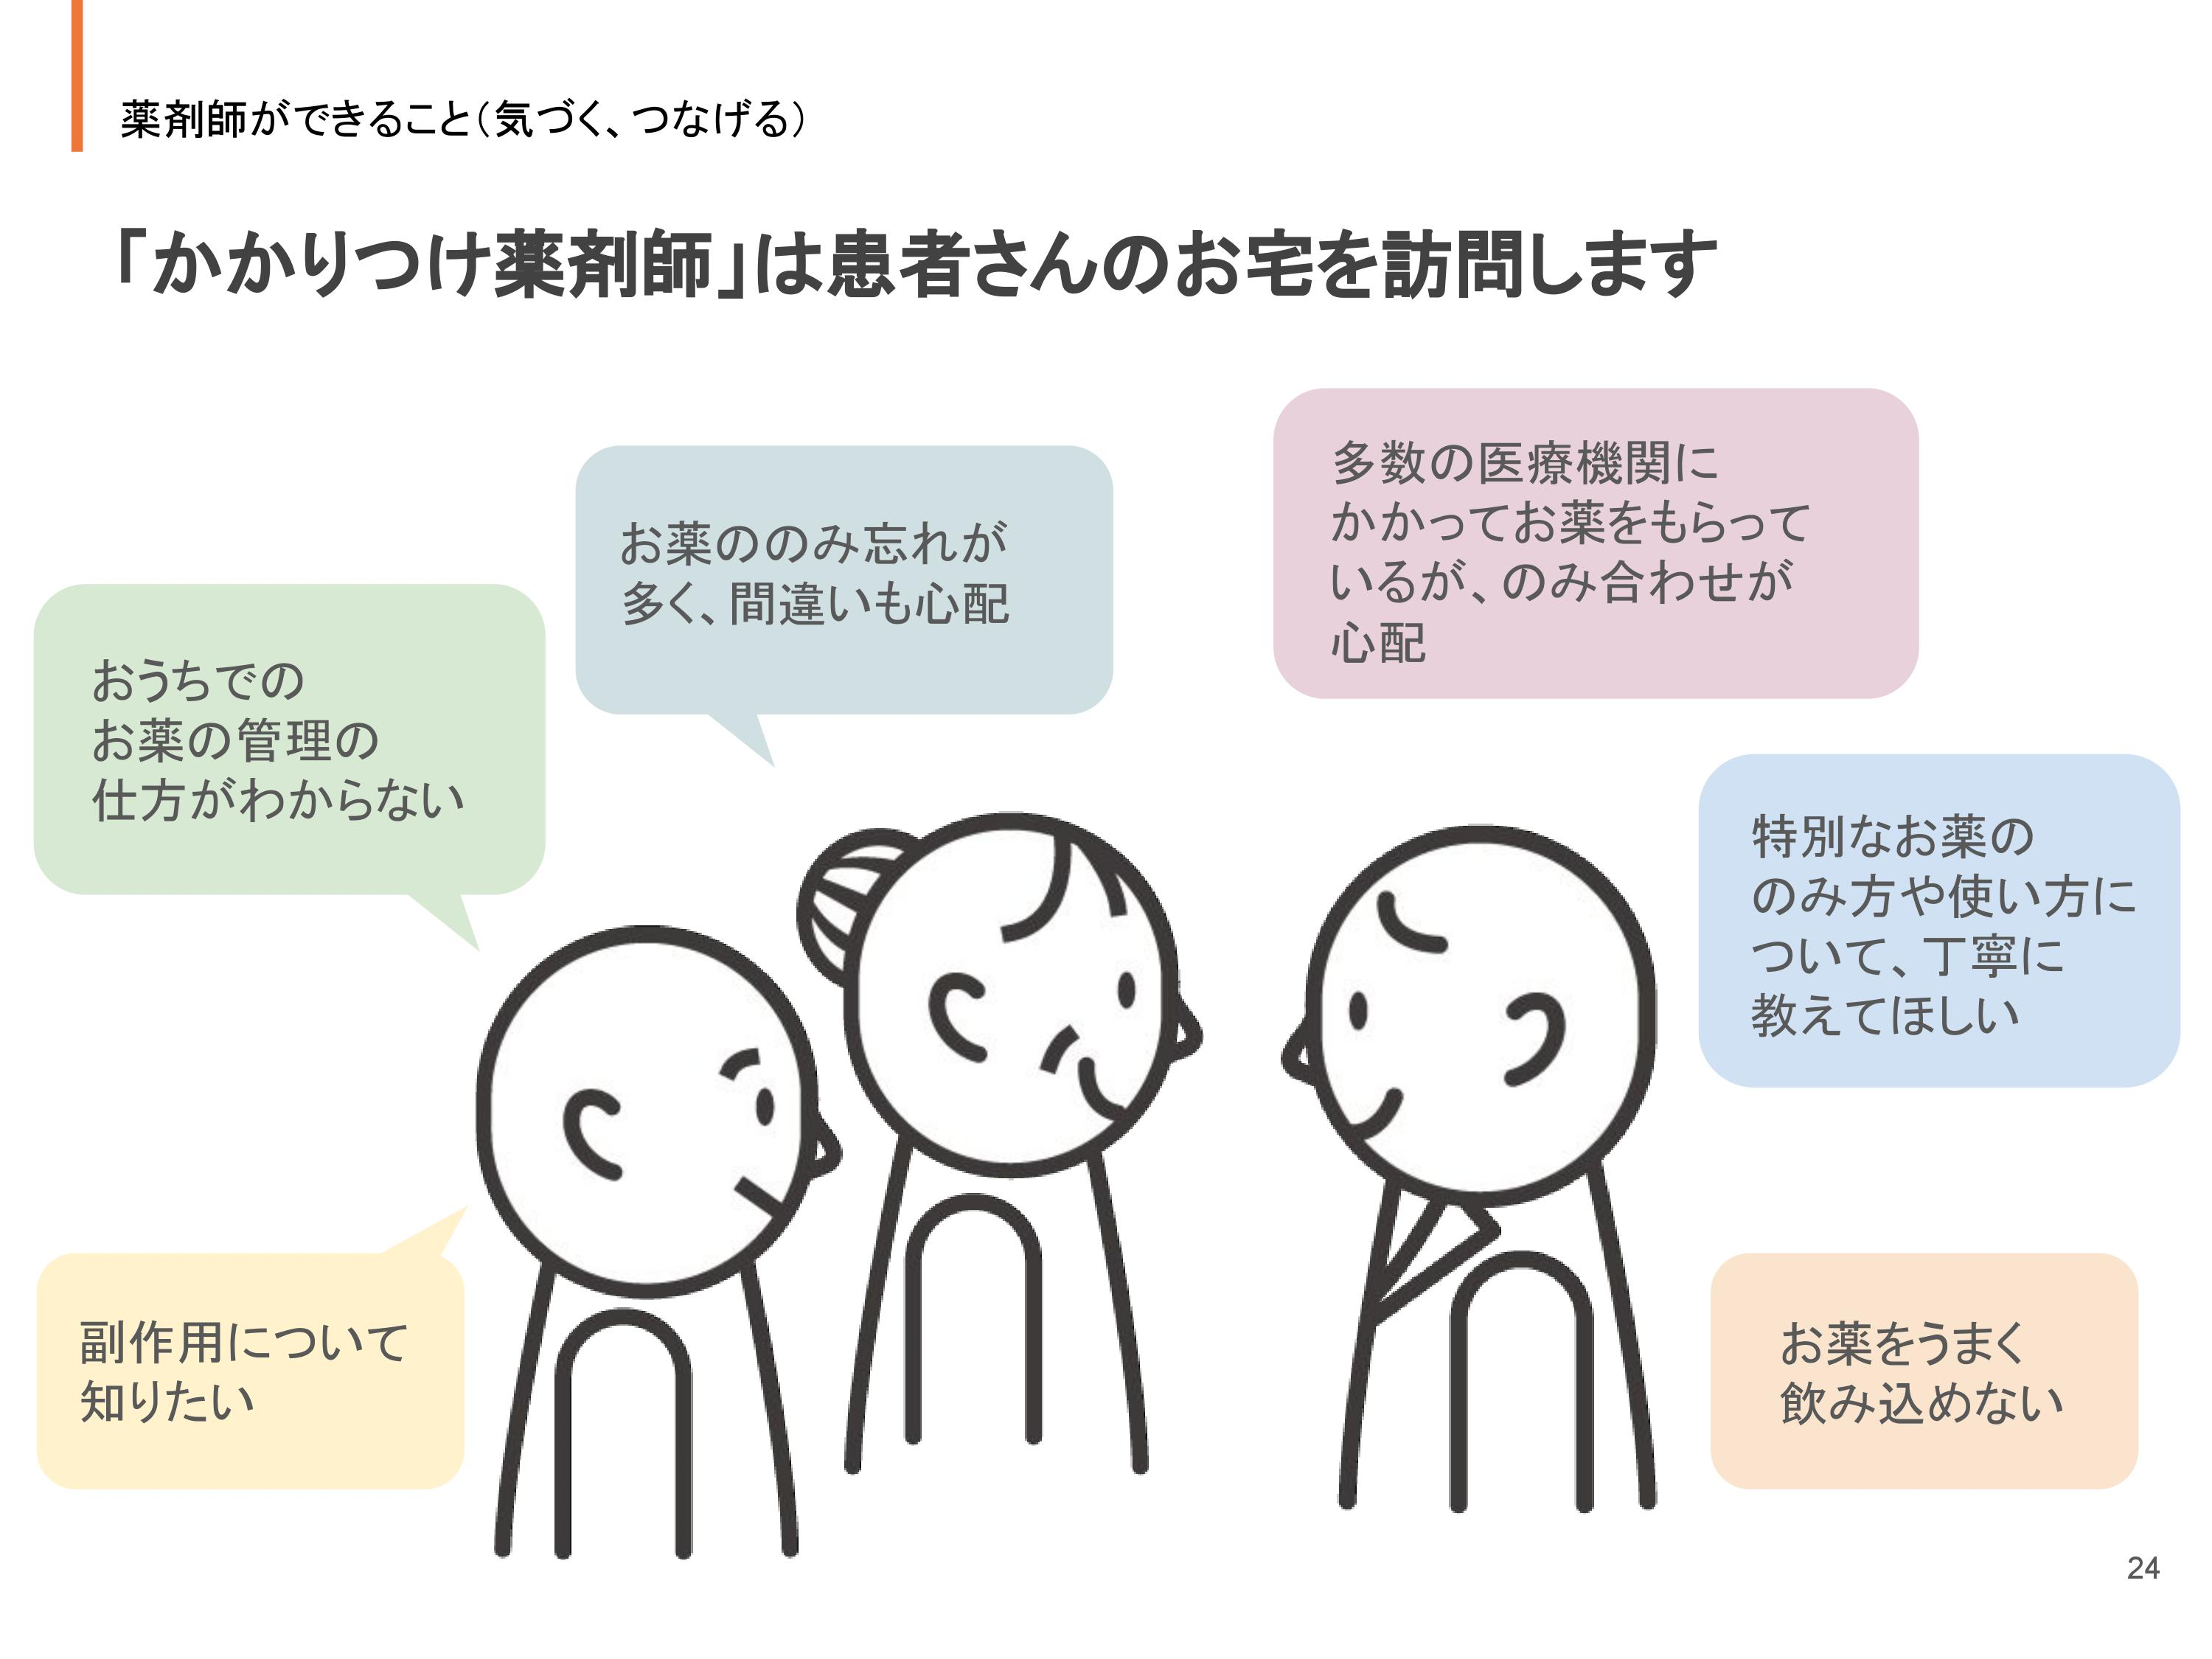 薬剤師ができること（気づく、つなげる）
「かかりつけ薬剤師」は患者さんのお宅を訪問します
おうちでの
お薬の管理の
仕方がわからない
お薬ののみ忘れが
多く、間違いも心配
多数の医療機関に
かかってお薬をもらって
いるが、のみ合わせが
心配
特別なお薬の
のみ方や使い方に
ついて、丁寧に
教えてほしい
副作用について
知りたい
お薬をうまく
飲み込めない
24